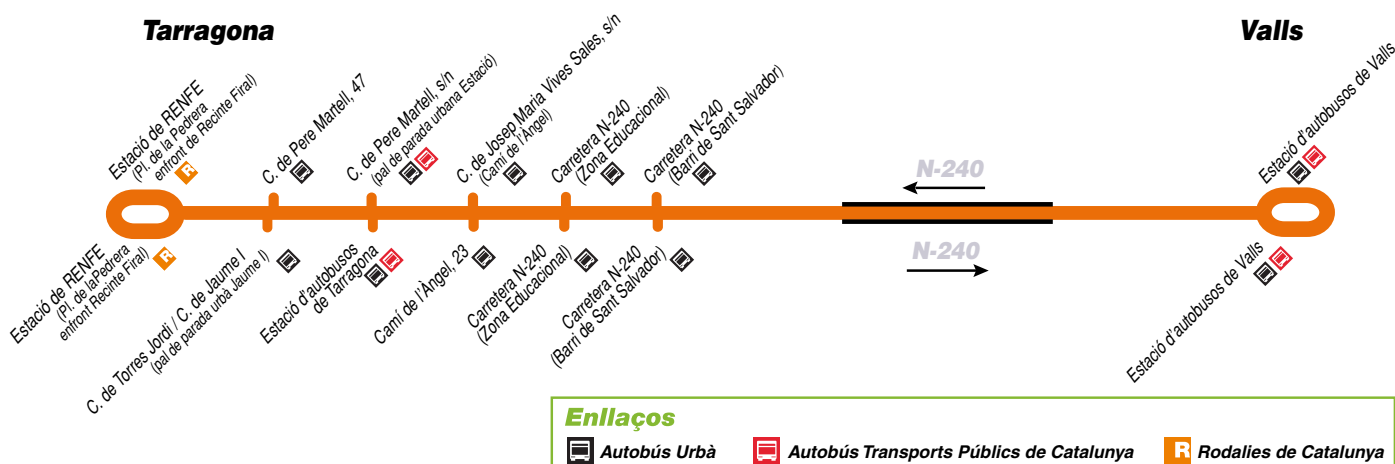 Tarragona
Valls
Estació de RENFE
(Pl. de la Pedrera
enfront de Recinte Firal)
R
C. de Pere Martell, 47
C. de Pere Martell, s/n
(pal de parada urbana Estació)
C. de Josep Maria Vives Sales, s/n
(Camí de l'Àngel)
Carretera N-240
(Zona Educacional)
Carretera N-240
(Barri de Sant Salvador)
Estació d'autobusos de Valls
N-240
N-240
Estació de RENFE
(Pl. de laPedrera
enfront Recinte Firal)
R
C. de Torres Jordi / C. de Jaume I
(pal de parada urbà Jaume I)
Estació d'autobusos
de Tarragona
Camí de l'Àngel, 23
Carretera N-240
(Zona Educacional)
Carretera N-240
(Barri de Sant Salvador)
Estació d'autobusos de Valls
Enllaços
Autobús Urbà
Autobús Transports Públics de Catalunya
R Rodalies de Catalunya